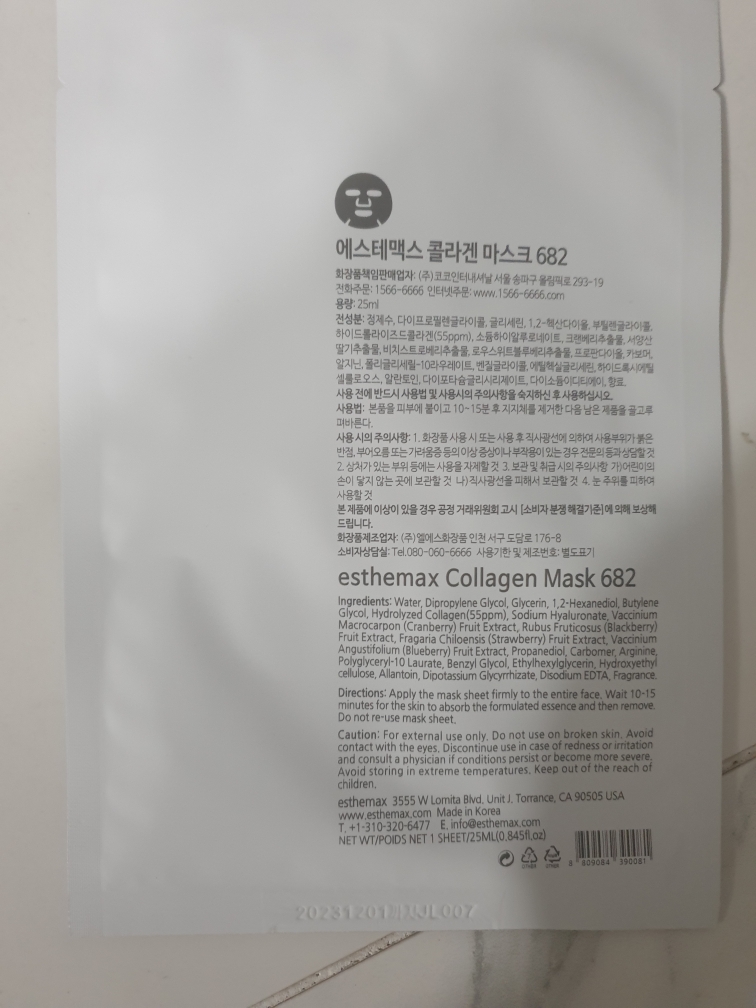 에스테맥스 콜라겐 마스크 682
화장품책임판매업자: (주)코코인터내셔날 서울 송파구 올림픽로 293-19
전화주문: 1566-6666 인터넷주문: www.1566-6666.com
용량: 25ml
전성분: 정제수, 다이프로필렌글라이콜, 글리세린, 1,2-헥산다이올, 부틸렌글라이콜,
하이드롤라이즈드콜라겐(55ppm), 소듐하이알루로네이트, 크랜베리추출물, 서양산
딸기추출물, 비치스트로베리추출물, 로우스위트블루베리추출물, 프로판다이올, 카보머,
알지닌, 폴리글리세릴-10라우레이트, 벤질글라이콜, 에틸헥실글리세린, 하이드록시에틸
셀룰로오스, 알란토인, 다이포타슘글리시리제이트, 다이소듐이디티에이, 향료.
사용 전에 반드시 사용법 및 사용시의 주의사항을 숙지하신 후 사용하십시오.
사용법: 본품을 피부에 붙이고 10~15분 후 지지체를 제거한 다음 남은 제품을 골고루
펴바른다.
사용 시의 주의사항: 1. 화장품 사용 시 또는 사용 후 직사광선에 의하여 사용부위가 붉은
반점, 부어오름 또는 가려움증 등의 이상 증상이나 부작용이 있는 경우 전문의 등과 상담할 것
2. 상처가 있는 부위 등에는 사용을 자제할 것 3. 보관 및 취급 시의 주의사항 가)어린이의
손이 닿지 않는 곳에 보관할 것 나)직사광선을 피해서 보관할 것 4. 눈 주위를 피하여
사용할 것
본 제품에 이상이 있을 경우 공정 거래위원회 고시 [소비자 분쟁 해결기준]에 의해 보상해
드립니다.
화장품제조업자: (주)엘에스화장품 인천 서구 도담로 176-8
소비자상담실: Tel.080-060-6666 사용기한 및 제조번호: 별도표기
esthemax Collagen Mask 682
Ingredients: Water, Dipropylene Glycol, Glycerin, 1,2-Hexanediol, Butylene
Glycol, Hydrolyzed Collagen(55ppm), Sodium Hyaluronate, Vaccinium
Macrocarpon (Cranberry) Fruit Extract, Rubus Fruticosus (Blackberry)
Fruit Extract, Fragaria Chiloensis (Strawberry) Fruit Extract, Vaccinium
Angustifolium (Blueberry) Fruit Extract, Propanediol, Carbomer, Arginine,
Polyglyceryl-10 Laurate, Benzyl Glycol, Ethylhexylglycerin, Hydroxyethyl
cellulose, Allantoin, Dipotassium Glycyrrhizate, Disodium EDTA, Fragrance.
Directions: Apply the mask sheet firmly to the entire face. Wait 10-15
minutes for the skin to absorb the formulated essence and then remove.
Do not re-use mask sheet.
Caution: For external use only. Do not use on broken skin. Avoid
contact with the eyes. Discontinue use in case of redness or irritation
and consult a physician if conditions persist or become more severe.
Avoid storing in extreme temperatures. Keep out of the reach of
children.
esthemax 3555 W Lomita Blvd. Unit J. Torrance, CA 90505 USA
www.esthemax.com Made in Korea
T. +1-310-320-6477 E. info@esthemax.com
NET WT/POIDS NET 1 SHEET/25ML(0.845fl.oz)
8 809084 390081
20231201까지JL007